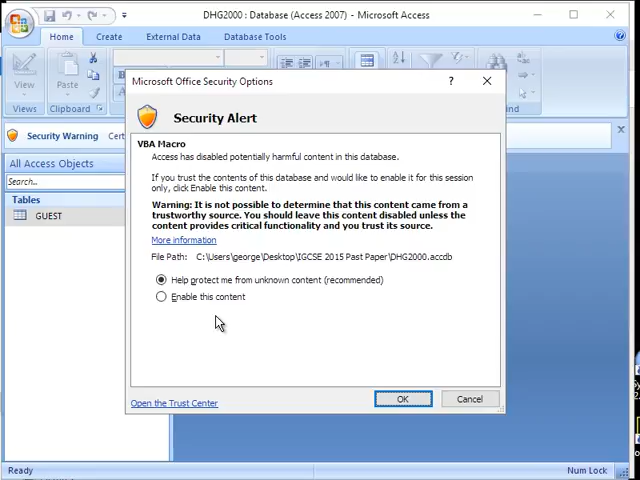 DHG2000 : Database (Access 2007) - Microsoft Access
Home
Create
External Data
Database Tools
View
Paste
Views
Clipboard
Security Warning
All Access Objects
Search...
Tables
GUEST
Microsoft Office Security Options
Security Alert
VBA Macro
Access has disabled potentially harmful content in this database.
If you trust the contents of this database and would like to enable it for this session
only, click Enable this content.
Warning: It is not possible to determine that this content came from a
trustworthy source. You should leave this content disabled unless the
content provides critical functionality and you trust its source.
More information
File Path: C:\Users\george\Desktop\IGCSE 2015 Past Paper\DHG2000.accdb
Help protect me from unknown content (recommended)
Enable this content
Open the Trust Center
OK
Cancel
Ready
Num Lock